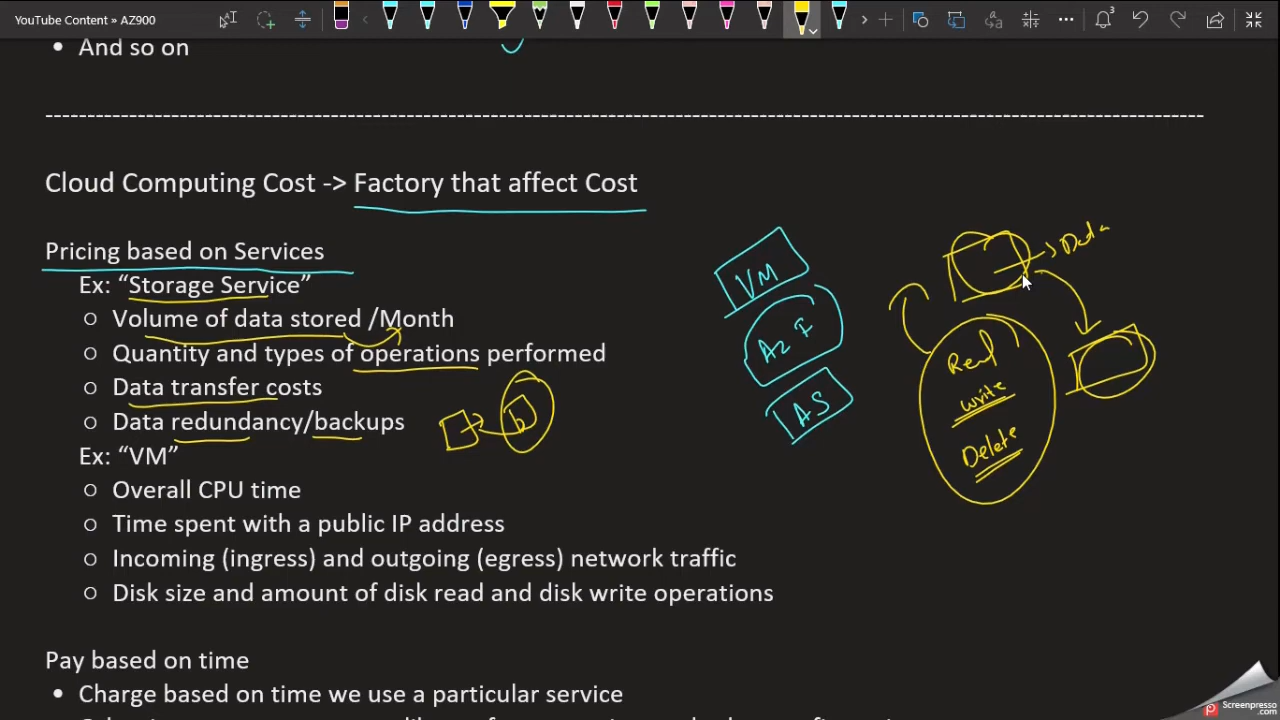 YouTube Content » AZ900
And so on
Cloud Computing Cost -> Factory that affect Cost
Pricing based on Services
Ex: “Storage Service”
Volume of data stored /Month
Quantity and types of operations performed
Data transfer costs
Data redundancy/backups
b
Ex: “VM”
Overall CPU time
Time spent with a public IP address
Incoming (ingress) and outgoing (egress) network traffic
Disk size and amount of disk read and disk write operations
Pay based on time
Charge based on time we use a particular service
VM
Az F
AS
Data
Read
write
Delete
Screenpresso
.com